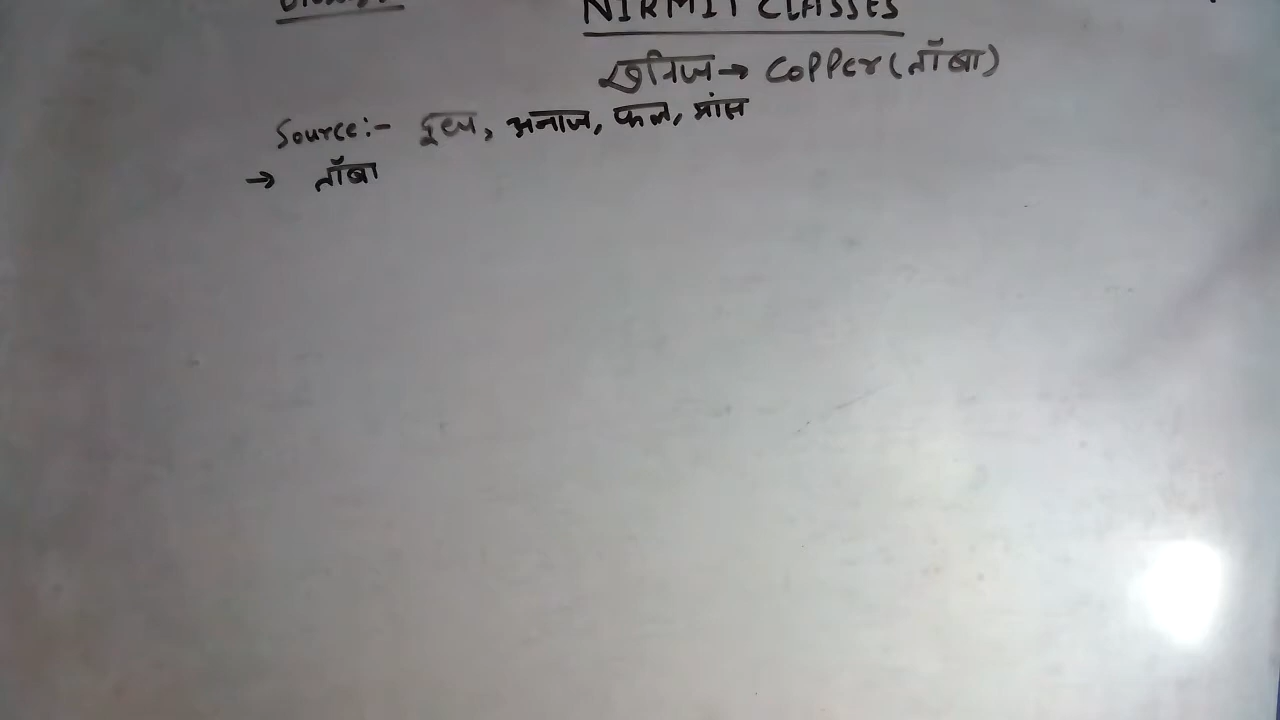 NIRMIT CLASSES
खनिज → Copper (ताँबा)
Source:- दूध, अनाज, फल, मांस
→ ताँबा